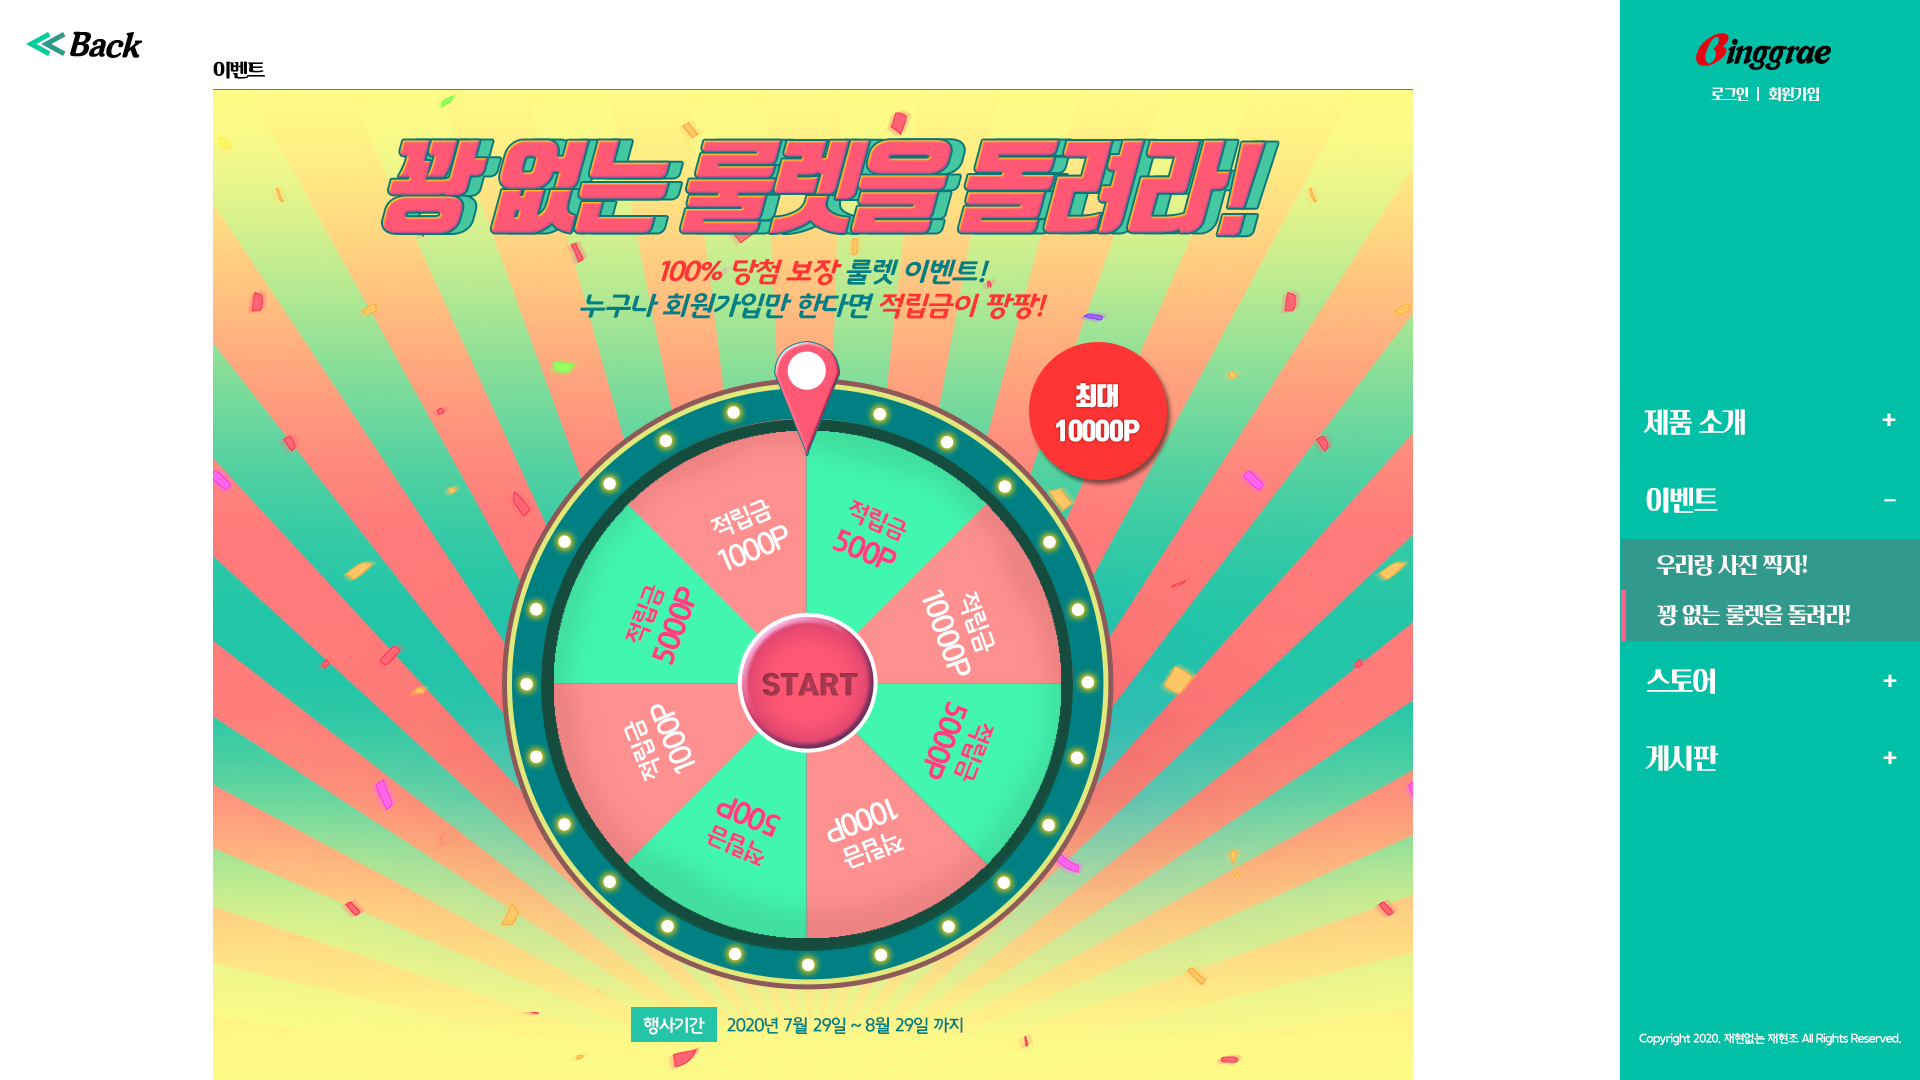 Back
이벤트
꽝 없는 룰렛을 돌려라!
100% 당첨 보장 룰렛 이벤트!
누구나 회원가입만 한다면 적립금이 팡팡!
최대
10000P
적립금
1000P
적립금
500P
적립금
10000P
적립금
5000P
적립금
1000P
적립금
500P
적립금
1000P
적립금
5000P
START
행사기간 2020년 7월 29일 ~ 8월 29일 까지
Binggrae
로그인 | 회원가입
제품 소개 +
이벤트 −
우리랑 사진 찍자!
꽝 없는 룰렛을 돌려라!
스토어 +
게시판 +
Copyright 2020. 재현없는 재현조 All Rights Reserved.